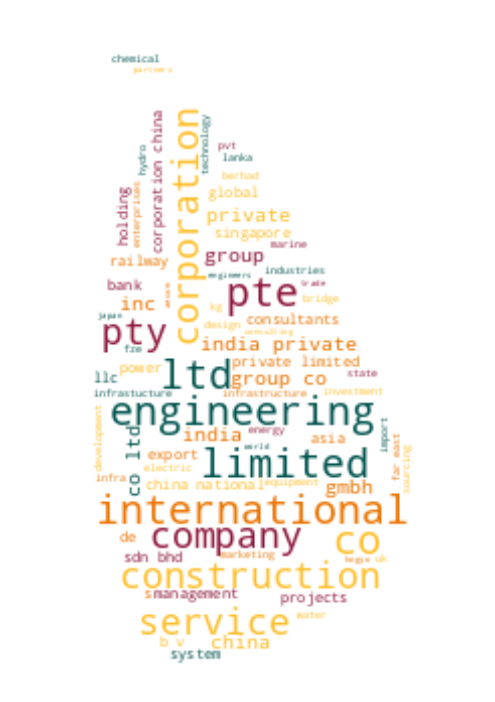 chemical
partners
corporation china
corporation
technology
hydro
pvt
lanka
berhad
holding
enterprises
global
private
singapore
marine
group
railway
industries
engineers
bank
pte
trade
inc
bridge
kg
japan
consultants
design
pty
india private
fze
power
ltd
private limited
llc
group co
state
infrastucture
infrastructure
investment
engineering
development
india
energy
asia
import
co ltd
world
export
limited
far east
sourcing
electric
infra
china national
equipment
gmbh
international
de
company
co
sdn bhd
marketing
uk
construction
s
management
projects
service
water
b v
china
system